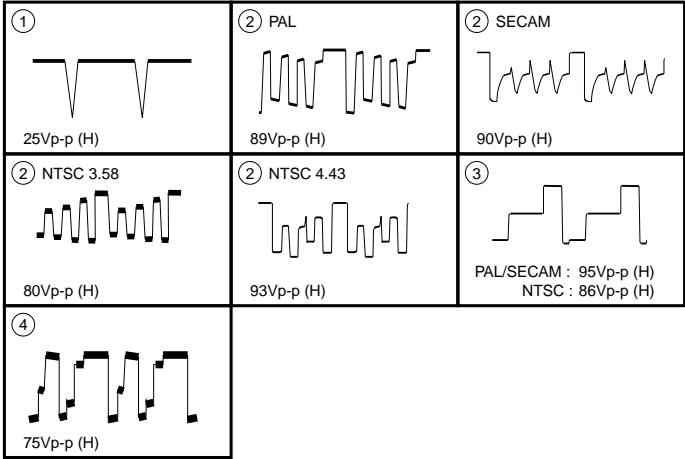 ①
25Vp-p (H)
② PAL
89Vp-p (H)
② SECAM
90Vp-p (H)
② NTSC 3.58
80Vp-p (H)
② NTSC 4.43
93Vp-p (H)
③
PAL/SECAM : 95Vp-p (H)
NTSC : 86Vp-p (H)
④
75Vp-p (H)